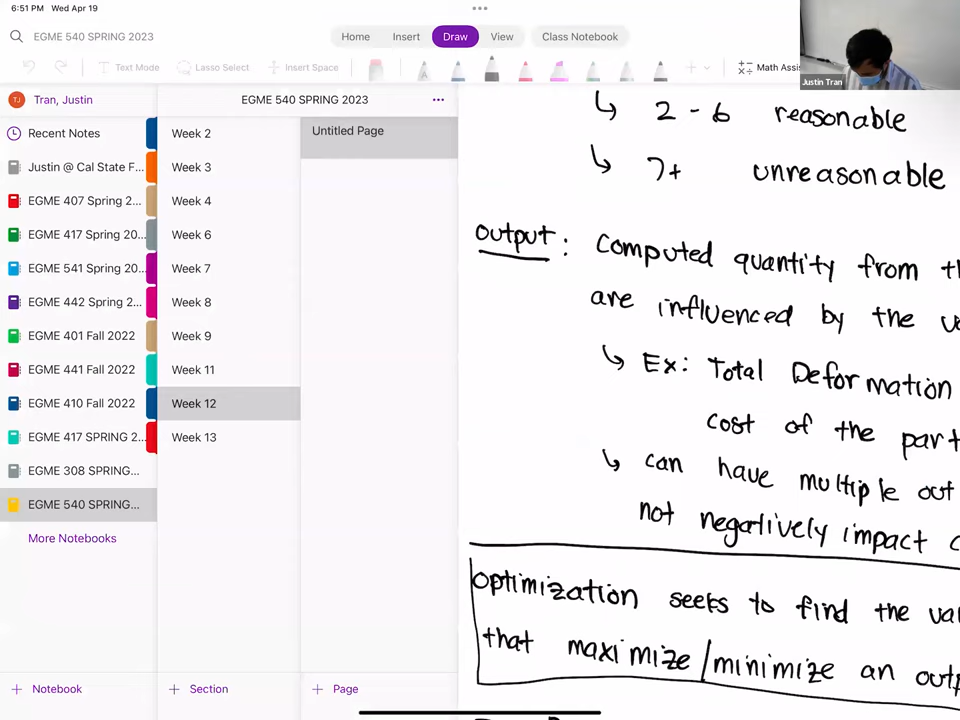 6:51 PM Wed Apr 19
EGME 540 SPRING 2023
Home Insert Draw View Class Notebook
Text Mode Lasso Select Insert Space Math Assis
Justin Tran
TJ Tran, Justin
EGME 540 SPRING 2023
Recent Notes
Justin @ Cal State F...
EGME 407 Spring 2...
EGME 417 Spring 20...
EGME 541 Spring 20...
EGME 442 Spring 2...
EGME 401 Fall 2022
EGME 441 Fall 2022
EGME 410 Fall 2022
EGME 417 SPRING 2...
EGME 308 SPRING...
EGME 540 SPRING...
More Notebooks
Week 2
Week 3
Week 4
Week 6
Week 7
Week 8
Week 9
Week 11
Week 12
Week 13
Untitled Page
↳ 2 - 6 reasonable
↳ 7+ unreasonable
output: Computed quantity from th
are influenced by the va
↳ Ex: Total Deformation
cost of the part
↳ can have multiple out
not negatively impact c
optimization seeks to find the val
that maximize/minimize an outp
+ Notebook
+ Section
+ Page